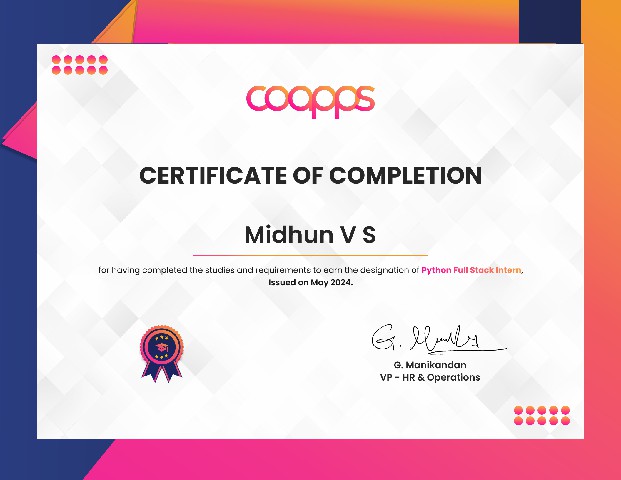 coapps
CERTIFICATE OF COMPLETION
Midhun V S
for having completed the studies and requirements to earn the designation of Python Full Stack Intern,
Issued on May 2024.
G. Manikandan
VP - HR & Operations